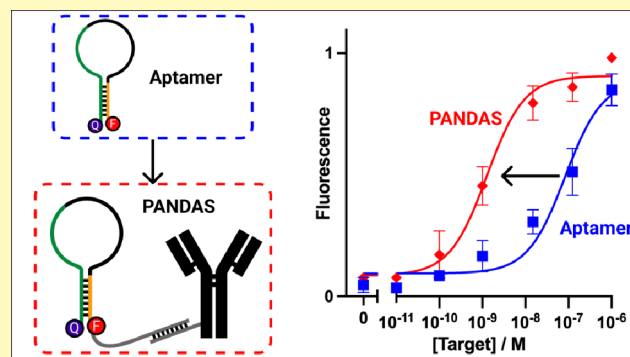 Aptamer
Q F
PANDAS
Q F
1
Fluorescence
0
PANDAS
Aptamer
0 10⁻¹¹ 10⁻¹⁰ 10⁻⁹ 10⁻⁸ 10⁻⁷ 10⁻⁶
[Target] / M